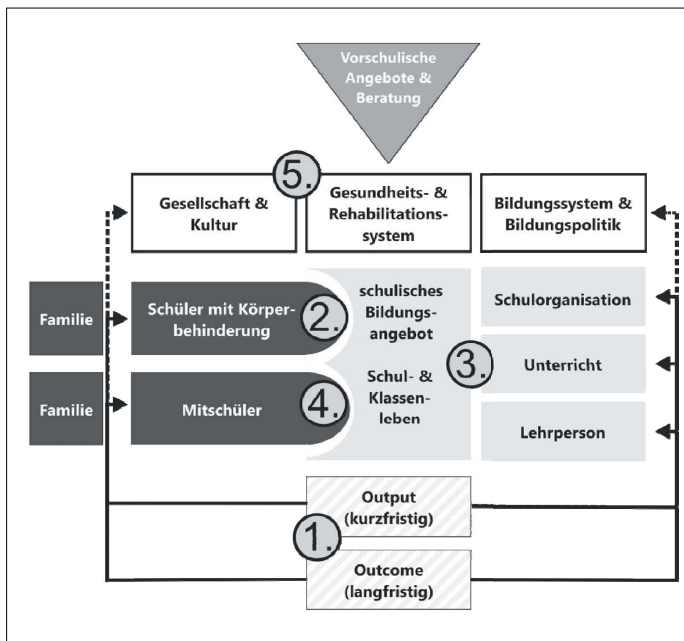 Vorschulische
Angebote &
Beratung
5.
Gesellschaft &
Kultur
Gesundheits- &
Rehabilitations-
system
Bildungssystem &
Bildungspolitik
Familie
Schüler mit Körper-
behinderung
2.
schulisches
Bildungs-
angebot
Schulorganisation
3.
Unterricht
Familie
Mitschüler
4.
Schul- &
Klassen-
leben
Lehrperson
Output
(kurzfristig)
1.
Outcome
(langfristig)